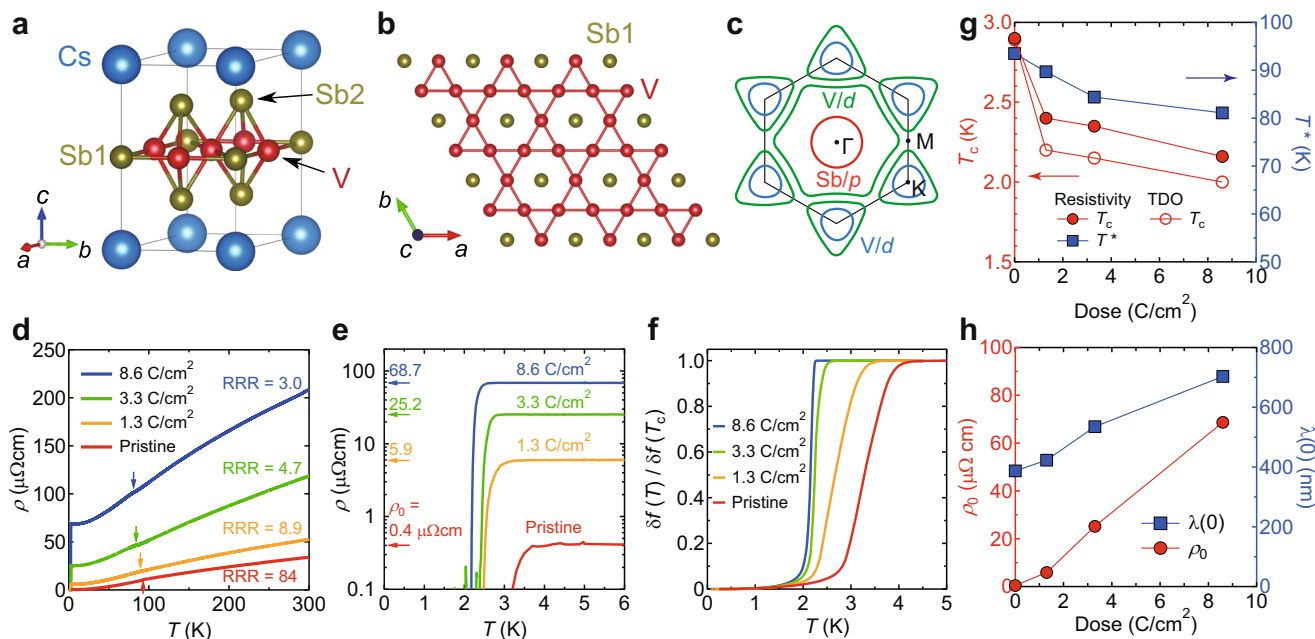 a
Cs
Sb2
Sb1
V
c
a
b
b
Sb1
V
b
c
a
c
V/d
Γ
M
Sb/p
K
V/d
g
3.0
2.5
2.0
1.5
Tc (K)
100
95
90
85
80
75
70
65
60
55
50
T* (K)
Resistivity TDO
Tc Tc
T*
0 2 4 6 8 10
Dose (C/cm²)
d
250
200
150
100
50
0
ρ (μΩcm)
8.6 C/cm²
3.3 C/cm²
1.3 C/cm²
Pristine
RRR = 3.0
RRR = 4.7
RRR = 8.9
RRR = 84
0 100 200 300
T (K)
e
100
10
1
0.1
ρ (μΩcm)
68.7
25.2
5.9
ρ0 =
0.4 μΩcm
8.6 C/cm²
3.3 C/cm²
1.3 C/cm²
Pristine
0 1 2 3 4 5 6
T (K)
f
1.0
0.8
0.6
0.4
0.2
0.0
δf (T) / δf (Tc)
8.6 C/cm²
3.3 C/cm²
1.3 C/cm²
Pristine
0 1 2 3 4 5
T (K)
h
100
80
60
40
20
0
ρ0 (μΩ cm)
800
600
400
200
0
λ(0) (nm)
λ(0)
ρ0
0 2 4 6 8 10
Dose (C/cm²)